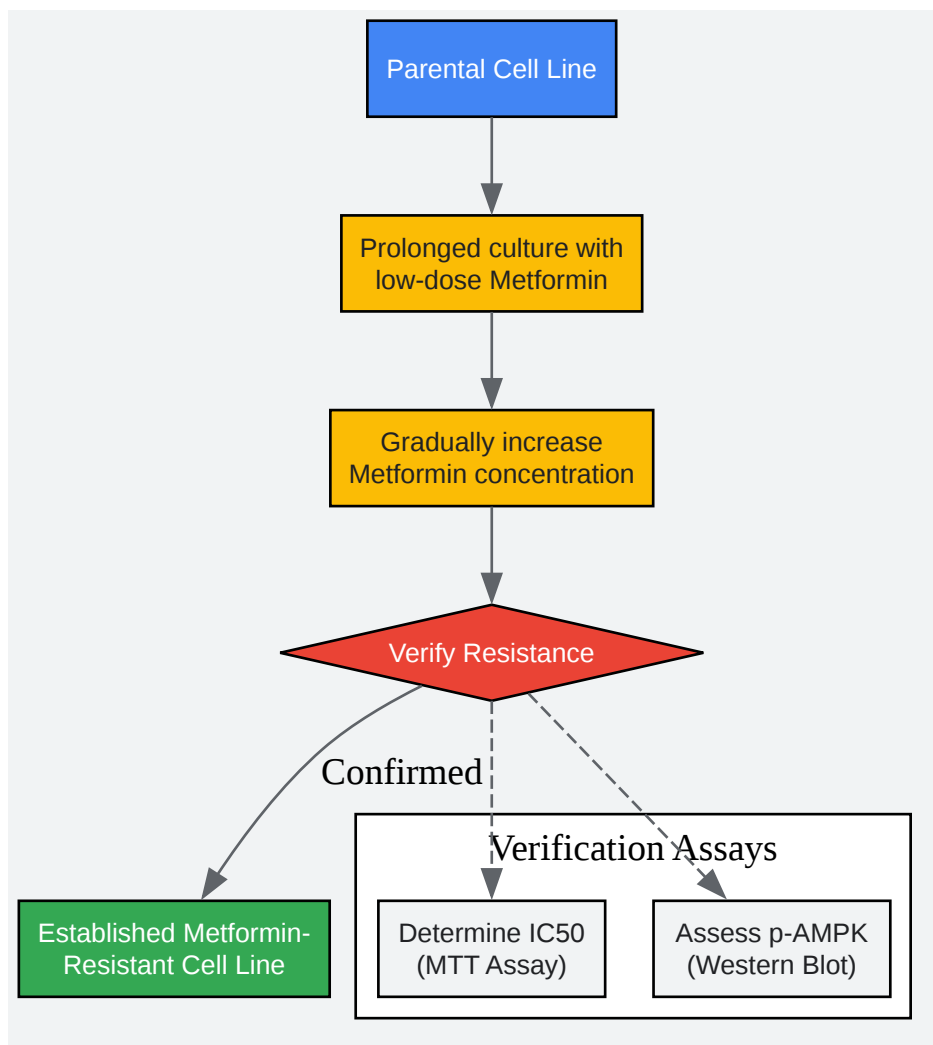 Parental Cell Line
Prolonged culture with
low-dose Metformin
Gradually increase
Metformin concentration
Verify Resistance
Confirmed
Verification Assays
Established Metformin-
Resistant Cell Line
Determine IC50
(MTT Assay)
Assess p-AMPK
(Western Blot)